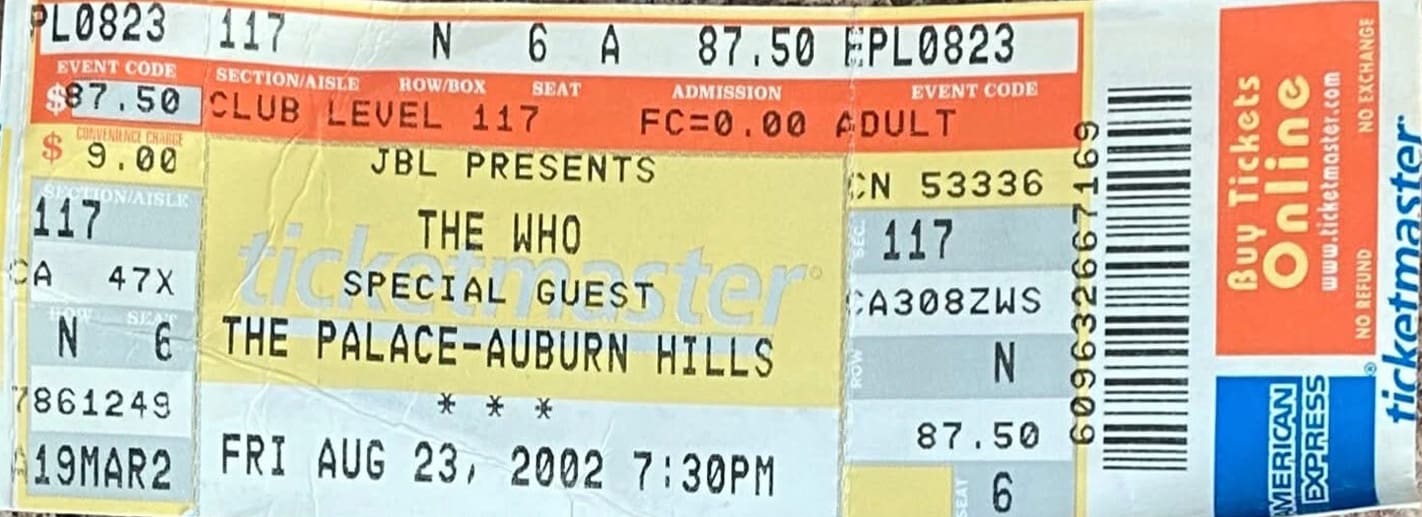 PL0823 117 N 6 A 87.50 EPL0823
EVENT CODE SECTION/AISLE ROW/BOX SEAT ADMISSION EVENT CODE
$87.50 CLUB LEVEL 117 FC=0.00 ADULT
CONVENIENCE CHARGE
$ 9.00
SECTION/AISLE
117
CA 47X
ROW SEAT
N 6
7861249
A19MAR2
JBL PRESENTS
THE WHO
ticketmaster®
SPECIAL GUEST
THE PALACE-AUBURN HILLS
* * *
FRI AUG 23, 2002 7:30PM
CN 53336
SEC. 117
CA308ZWS
ROW N
87.50
SEAT 6
609632667169
Buy Tickets
Online
www.ticketmaster.com
NO REFUND NO EXCHANGE
AMERICAN
EXPRESS
ticketmaster®